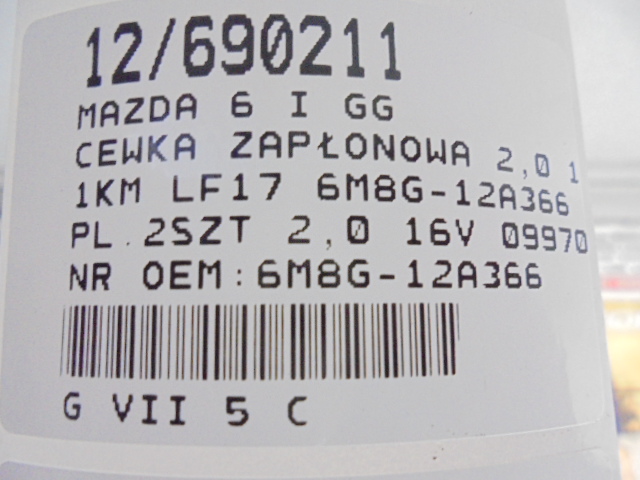 12/690211
MAZDA 6 I GG
CEWKA ZAPŁONOWA 2,0 1
1KM LF17 6M8G-12A366
PL.2SZT 2,0 16V 09970
NR OEM:6M8G-12A366
G VII 5 C